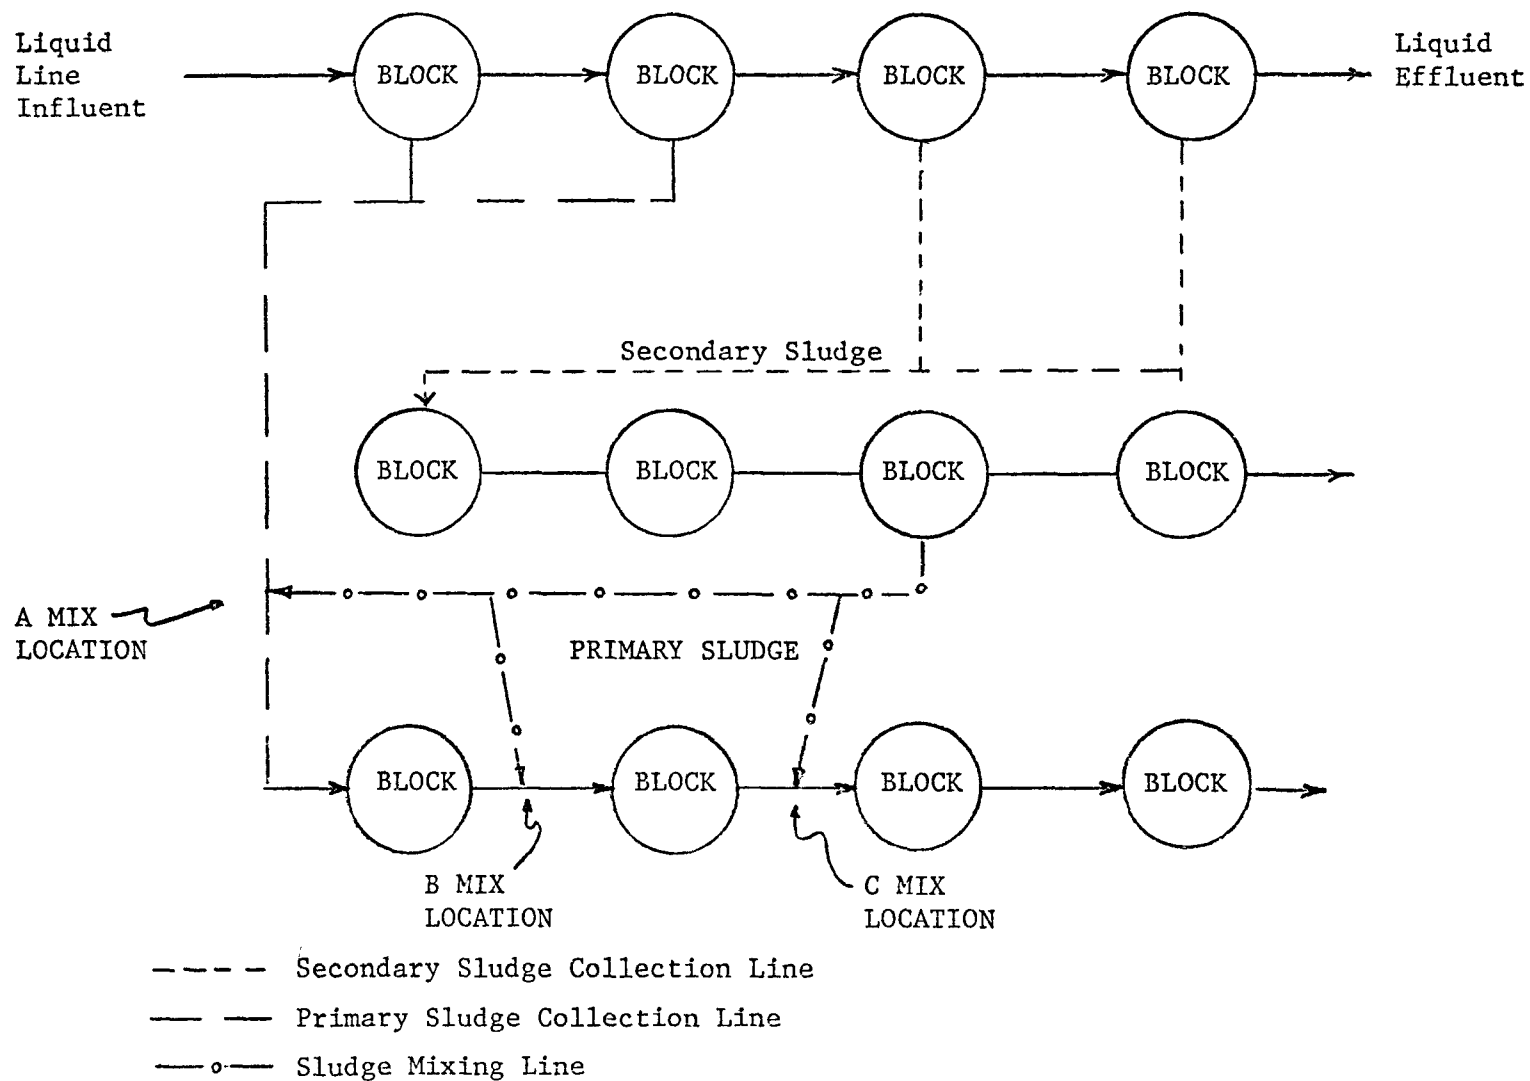 Liquid
Line
Influent
BLOCK
BLOCK
BLOCK
BLOCK
Liquid
Effluent
Secondary Sludge
BLOCK
BLOCK
BLOCK
BLOCK
A MIX
LOCATION
PRIMARY SLUDGE
BLOCK
BLOCK
BLOCK
BLOCK
B MIX
LOCATION
C MIX
LOCATION
Secondary Sludge Collection Line
Primary Sludge Collection Line
Sludge Mixing Line